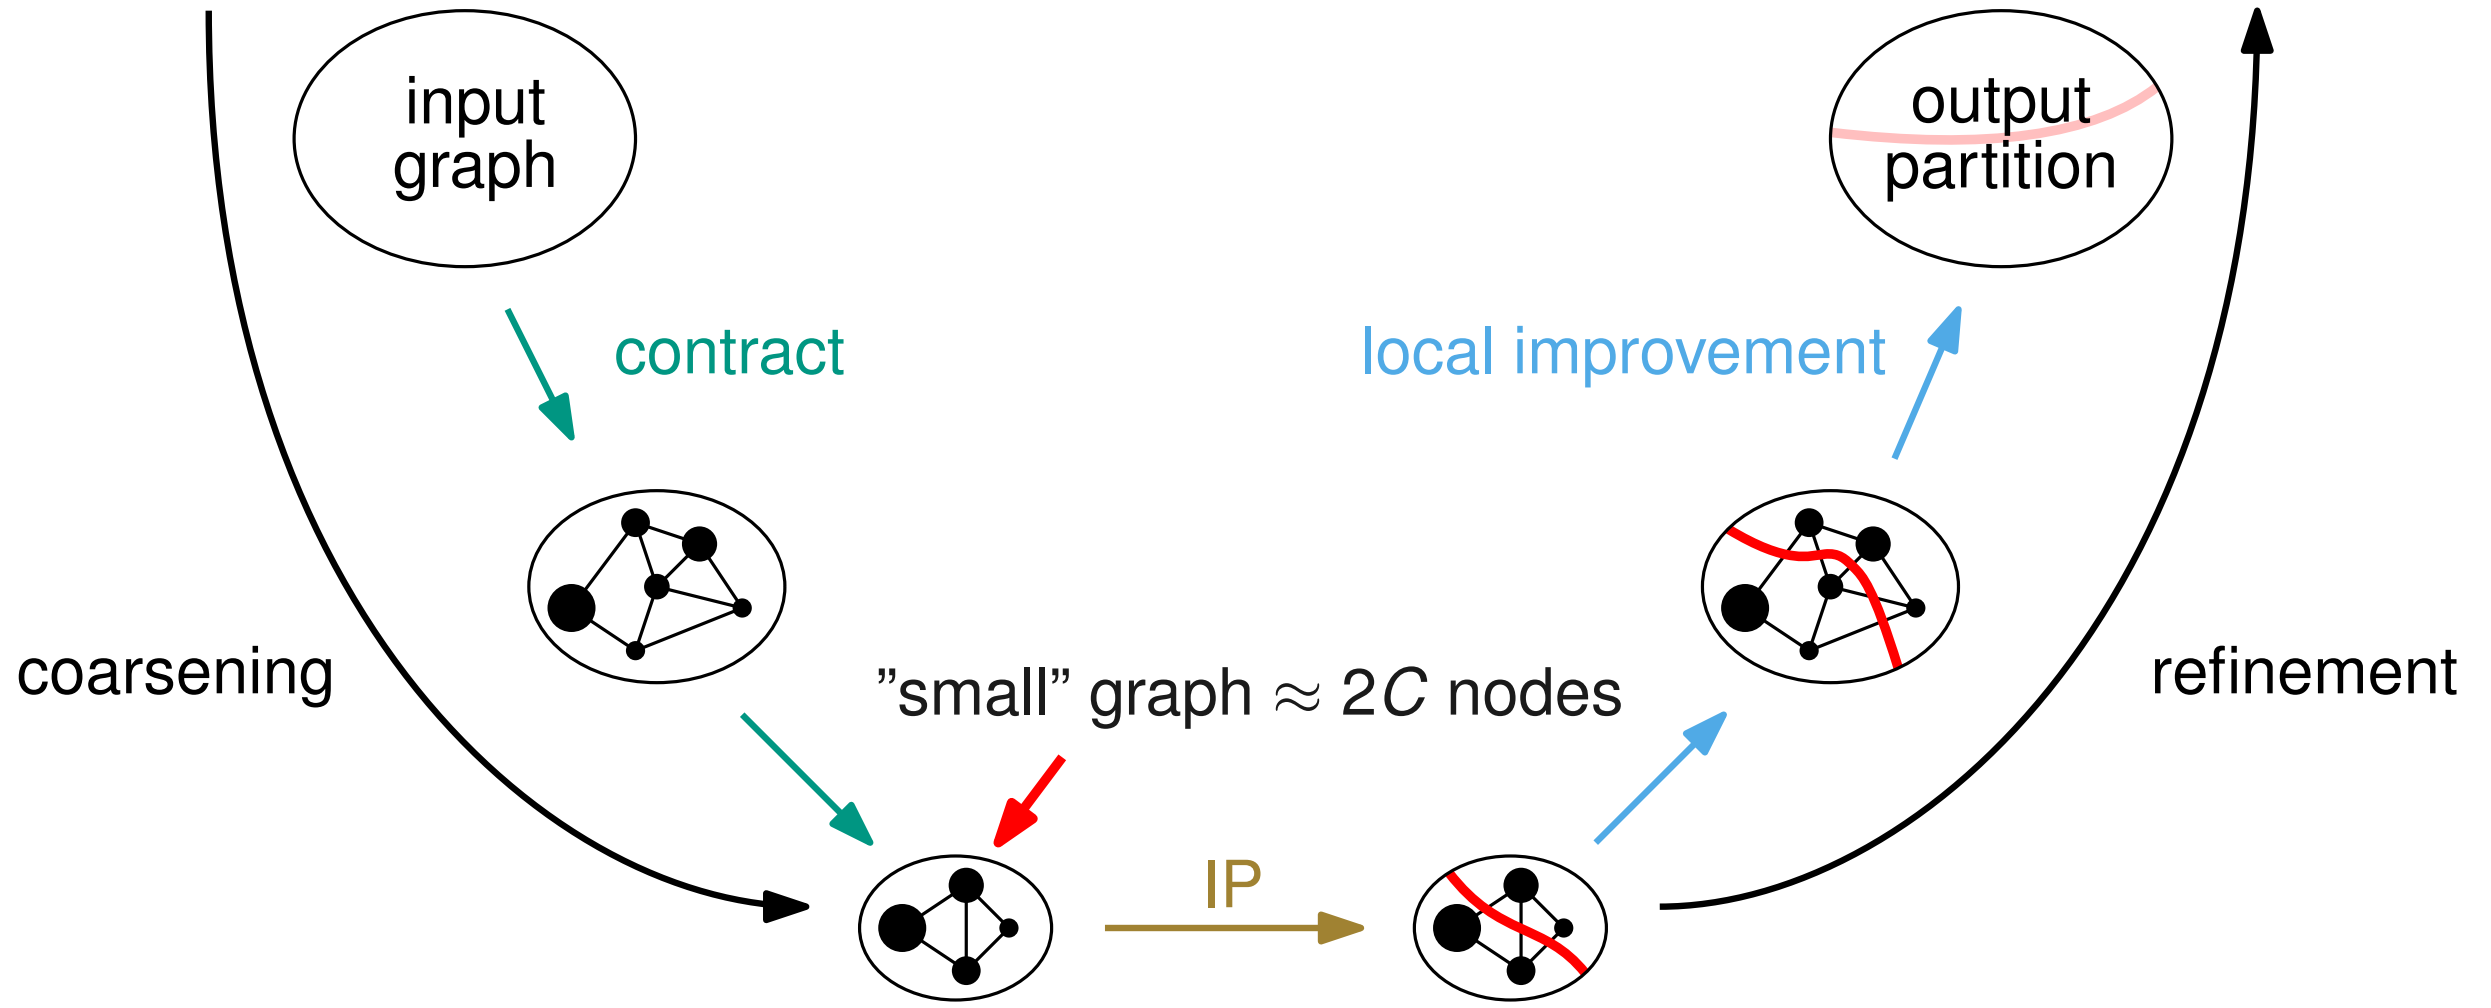 input
graph
output
partition
contract
local improvement
coarsening
”small” graph ≈ 2C nodes
refinement
IP